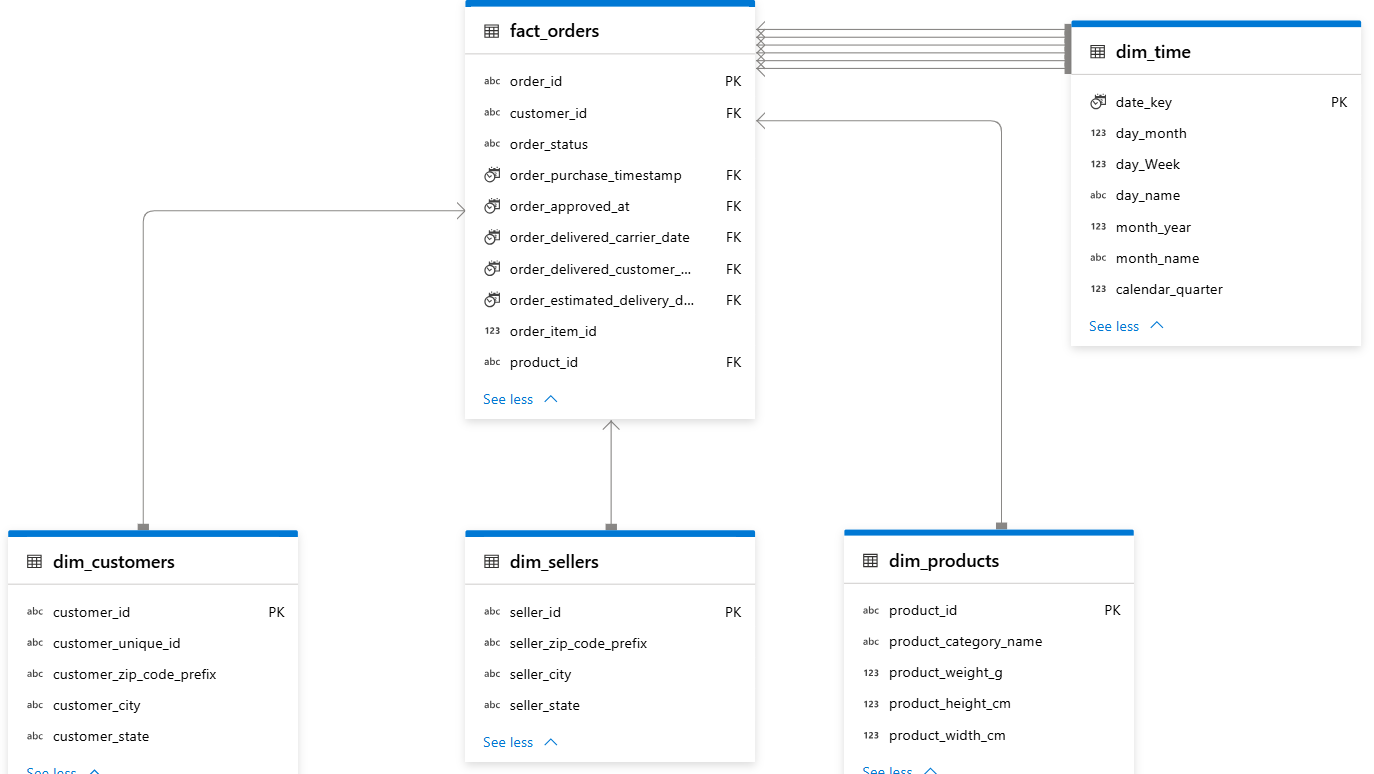 fact_orders
abc order_id PK
abc customer_id FK
abc order_status
order_purchase_timestamp FK
order_approved_at FK
order_delivered_carrier_date FK
order_delivered_customer_... FK
order_estimated_delivery_d... FK
123 order_item_id
abc product_id FK
See less
dim_time
date_key PK
123 day_month
123 day_Week
abc day_name
123 month_year
abc month_name
123 calendar_quarter
See less
dim_customers
abc customer_id PK
abc customer_unique_id
abc customer_zip_code_prefix
abc customer_city
abc customer_state
See less
dim_sellers
abc seller_id PK
abc seller_zip_code_prefix
abc seller_city
abc seller_state
See less
dim_products
abc product_id PK
abc product_category_name
123 product_weight_g
123 product_height_cm
123 product_width_cm
See less